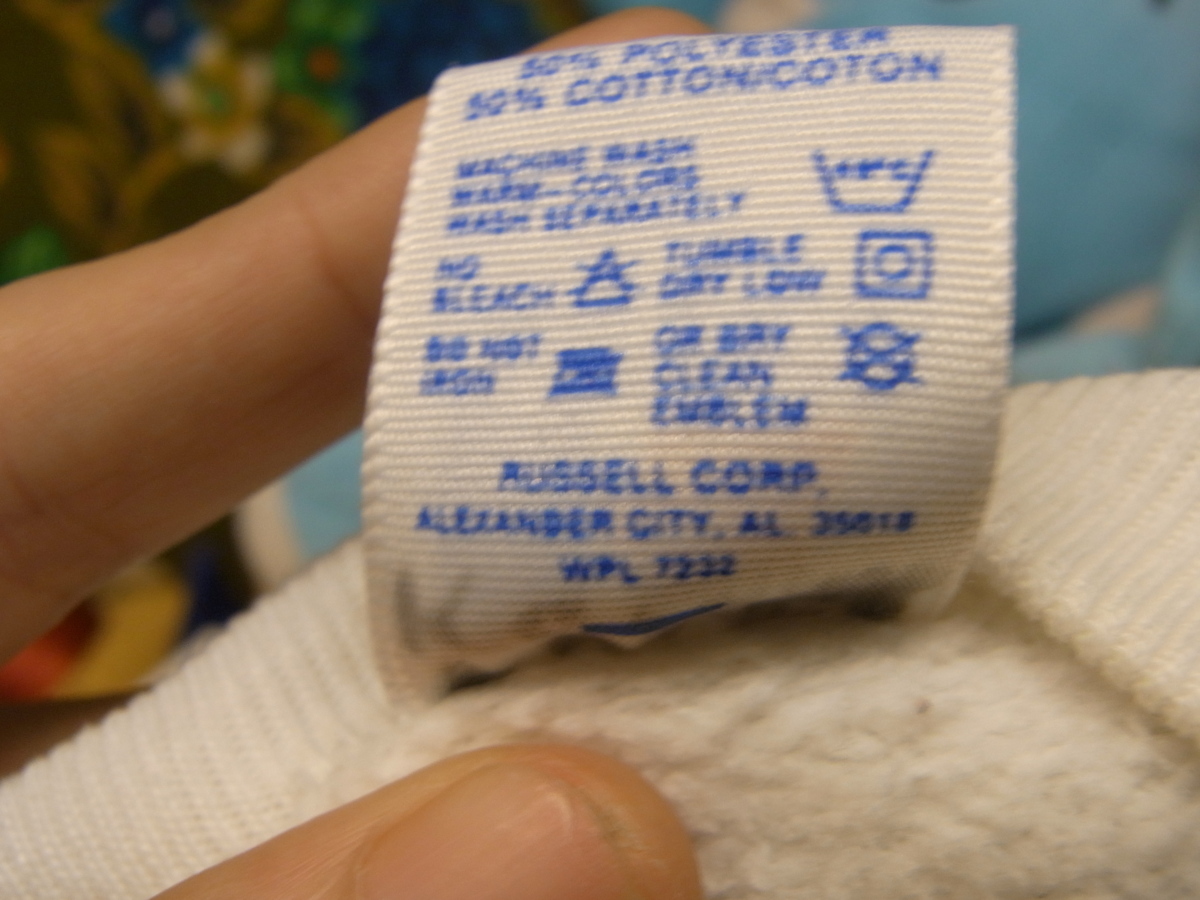 50% POLYESTER
50% COTTON/COTON
MACHINE WASH
WARM-COLORS
WASH SEPARATELY
NO
BLEACH
TUMBLE
DRY LOW
DO NOT
IRON
OR DRY
CLEAN
EMBLEM
RUSSELL CORP.
ALEXANDER CITY, AL 35010
WPL 7232